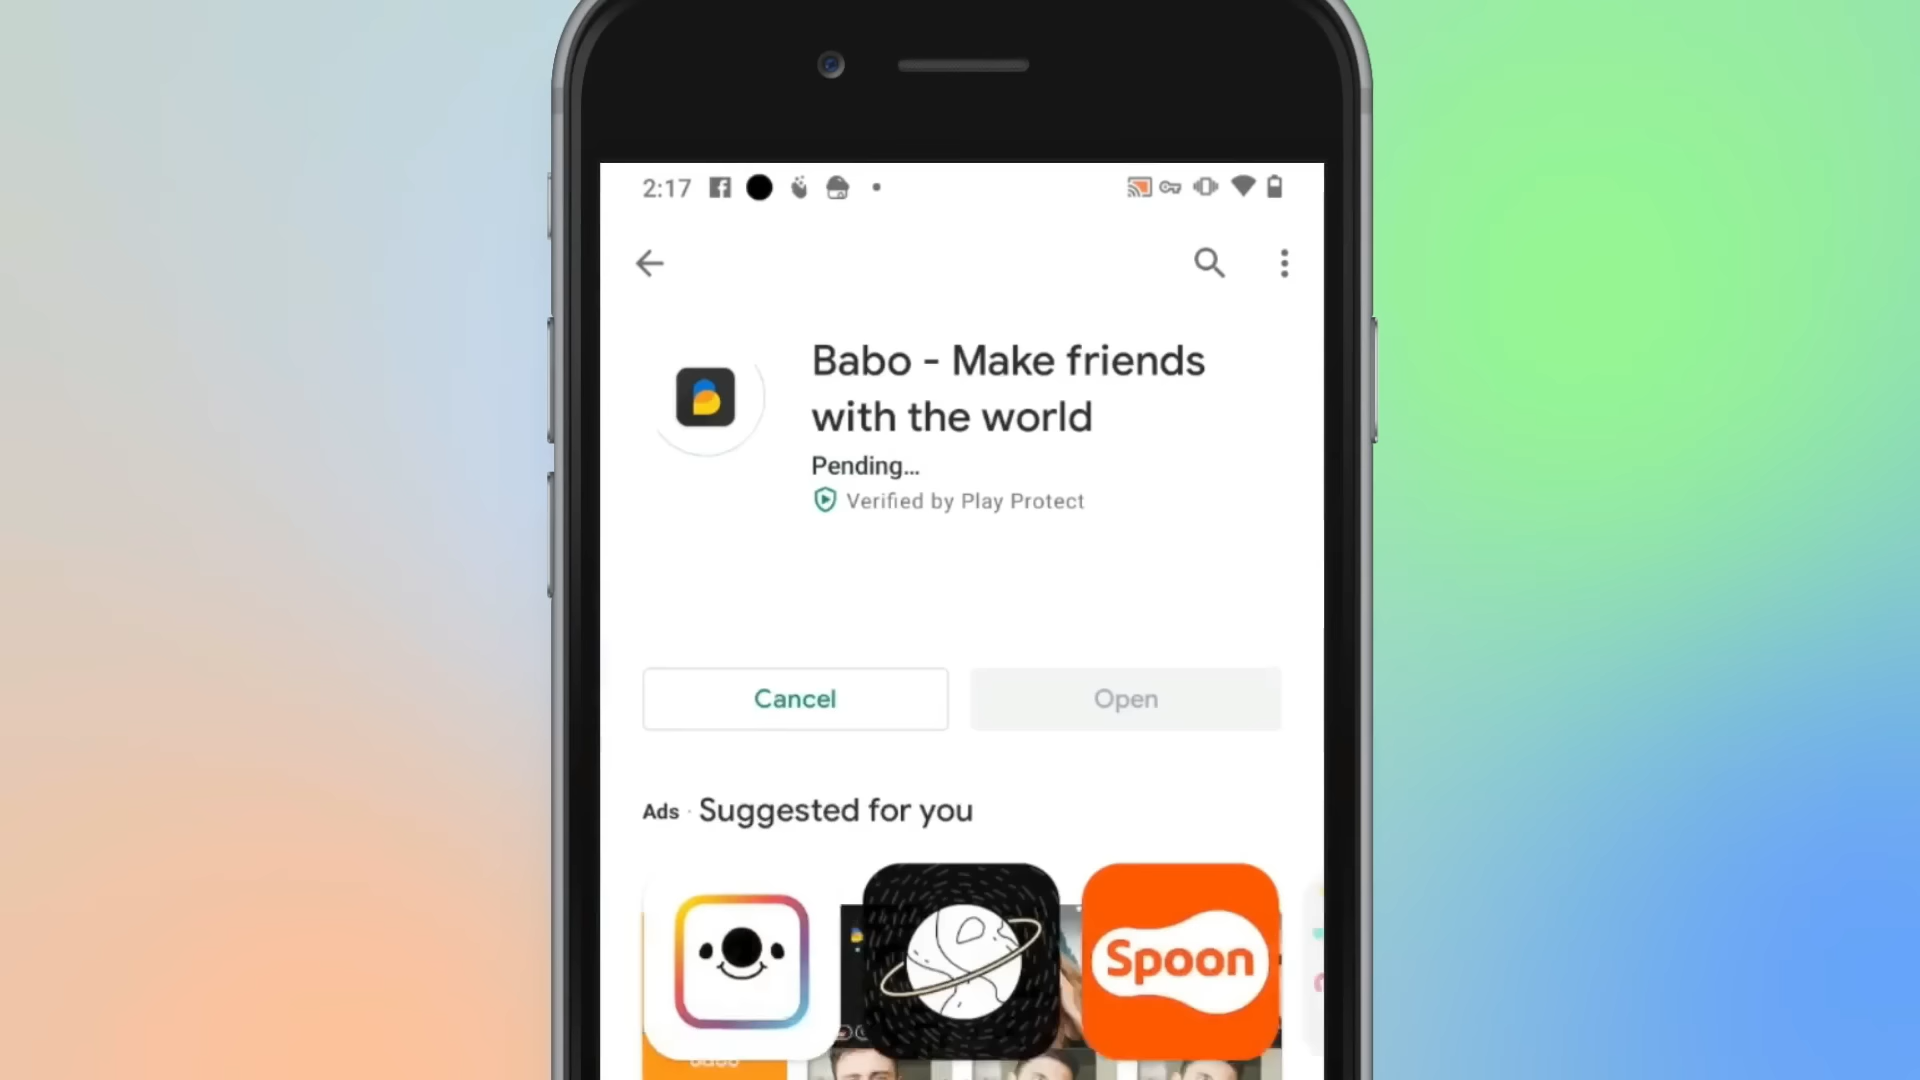 2:17
Babo - Make friends
with the world
Pending...
Verified by Play Protect
Cancel
Open
Ads · Suggested for you
Spoon